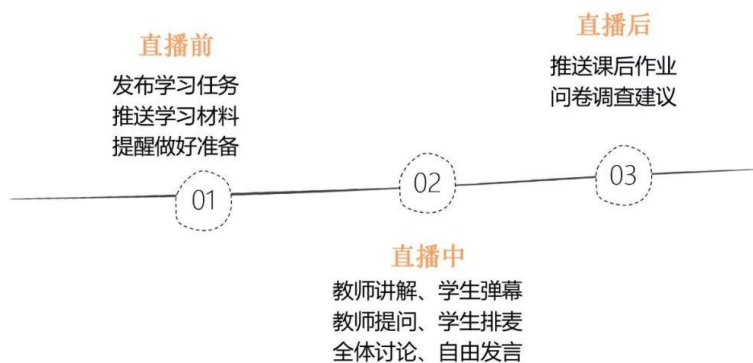 直播前
发布学习任务
推送学习材料
提醒做好准备
01
02
直播中
教师讲解、学生弹幕
教师提问、学生排麦
全体讨论、自由发言
直播后
推送课后作业
问卷调查建议
03